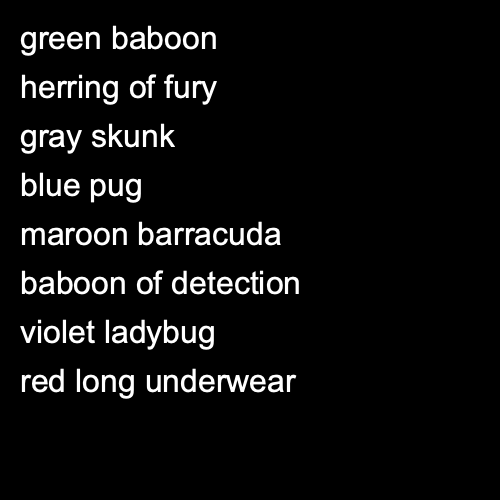 green baboon
herring of fury
gray skunk
blue pug
maroon barracuda
baboon of detection
violet ladybug
red long underwear